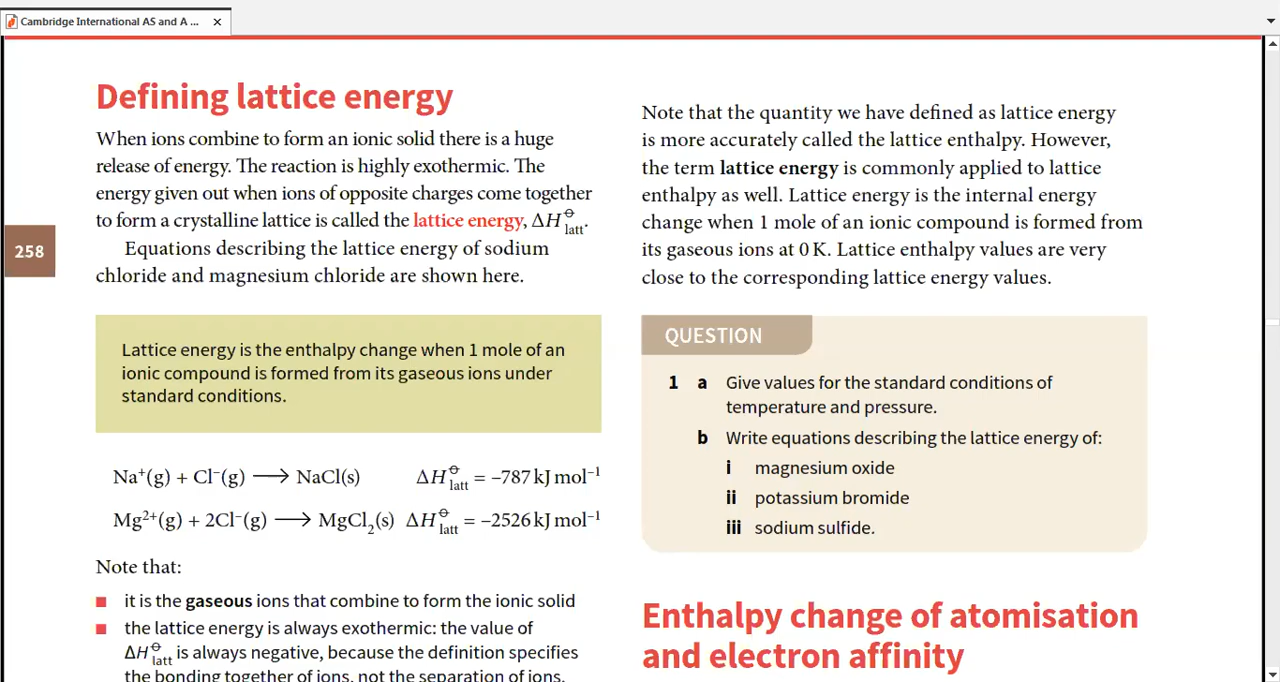 Cambridge International AS and A ...
Defining lattice energy
When ions combine to form an ionic solid there is a huge
release of energy. The reaction is highly exothermic. The
energy given out when ions of opposite charges come together
to form a crystalline lattice is called the lattice energy, ΔH⦵latt.
Equations describing the lattice energy of sodium
chloride and magnesium chloride are shown here.
258
Lattice energy is the enthalpy change when 1 mole of an
ionic compound is formed from its gaseous ions under
standard conditions.
Na⁺(g) + Cl⁻(g) ⟶ NaCl(s) ΔH⦵latt = –787 kJ mol⁻¹
Mg²⁺(g) + 2Cl⁻(g) ⟶ MgCl₂(s) ΔH⦵latt = –2526 kJ mol⁻¹
Note that:
■ it is the gaseous ions that combine to form the ionic solid
■ the lattice energy is always exothermic: the value of
ΔH⦵latt is always negative, because the definition specifies
the bonding together of ions, not the separation of ions.
Note that the quantity we have defined as lattice energy
is more accurately called the lattice enthalpy. However,
the term lattice energy is commonly applied to lattice
enthalpy as well. Lattice energy is the internal energy
change when 1 mole of an ionic compound is formed from
its gaseous ions at 0 K. Lattice enthalpy values are very
close to the corresponding lattice energy values.
QUESTION
1 a Give values for the standard conditions of
temperature and pressure.
b Write equations describing the lattice energy of:
i magnesium oxide
ii potassium bromide
iii sodium sulfide.
Enthalpy change of atomisation
and electron affinity